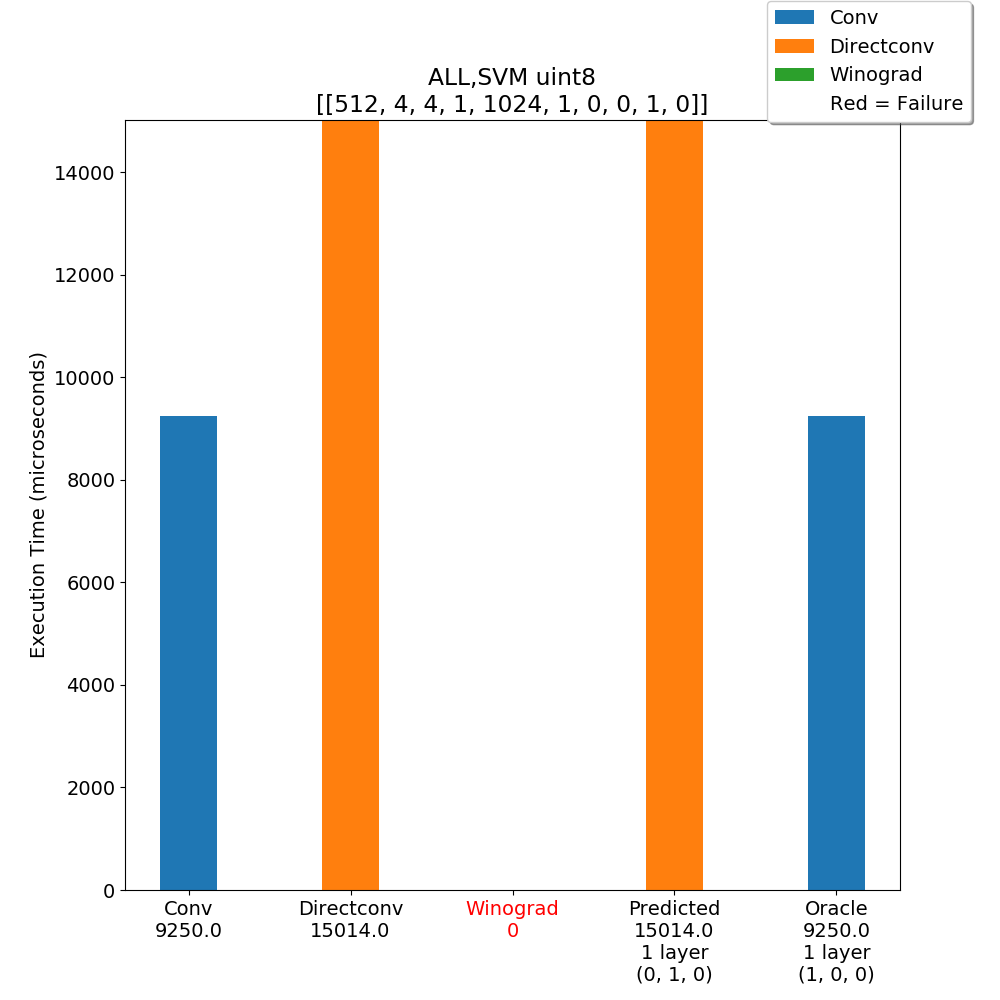 Conv
Directconv
Winograd
Red = Failure
ALL,SVM uint8
[[512, 4, 4, 1, 1024, 1, 0, 0, 1, 0]]
Execution Time (microseconds)
14000
12000
10000
8000
6000
4000
2000
0
Conv
9250.0
Directconv
15014.0
Winograd
0
Predicted
15014.0
1 layer
(0, 1, 0)
Oracle
9250.0
1 layer
(1, 0, 0)